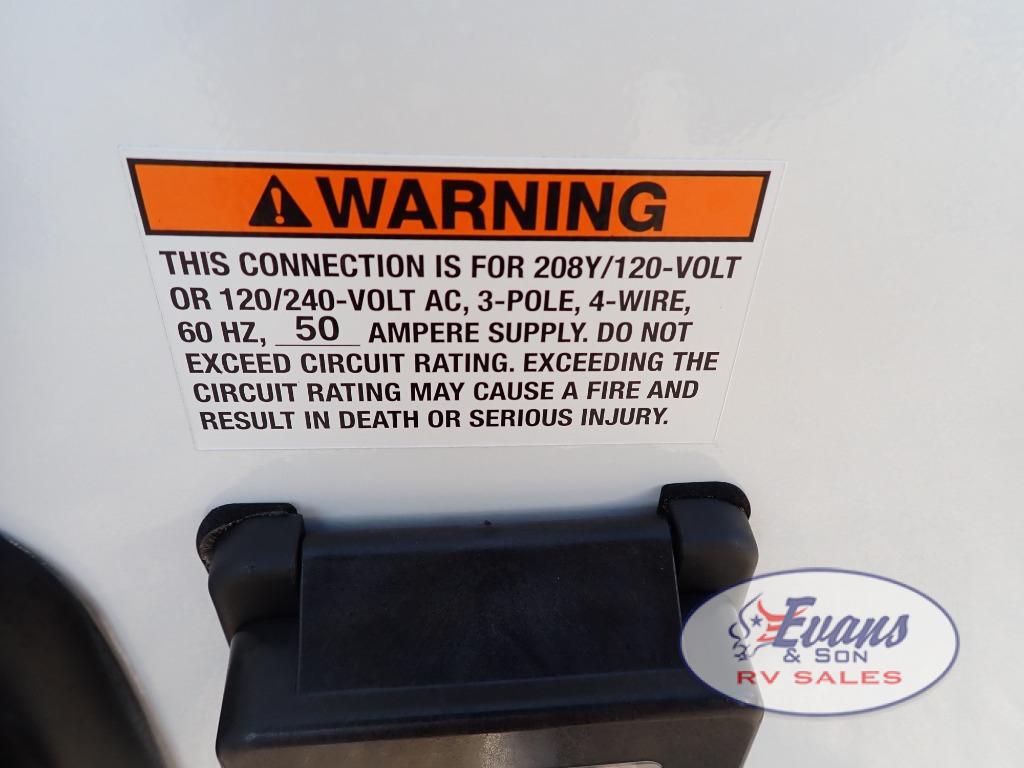 WARNING
THIS CONNECTION IS FOR 208Y/120-VOLT
OR 120/240-VOLT AC, 3-POLE, 4-WIRE,
60 HZ, 50 AMPERE SUPPLY. DO NOT
EXCEED CIRCUIT RATING. EXCEEDING THE
CIRCUIT RATING MAY CAUSE A FIRE AND
RESULT IN DEATH OR SERIOUS INJURY.
Evans
& SON
RV SALES